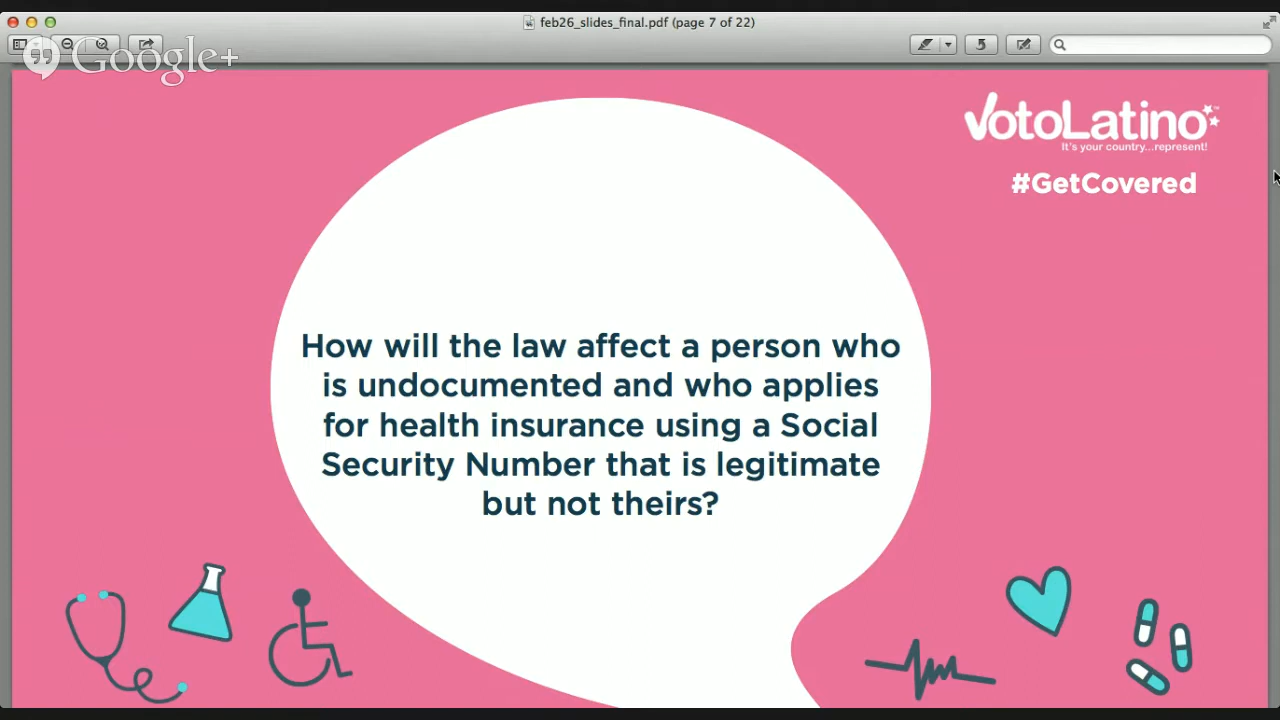 feb26_slides_final.pdf (page 7 of 22)
Google+
VotoLatino™
It's your country...represent!
#GetCovered
How will the law affect a person who
is undocumented and who applies
for health insurance using a Social
Security Number that is legitimate
but not theirs?